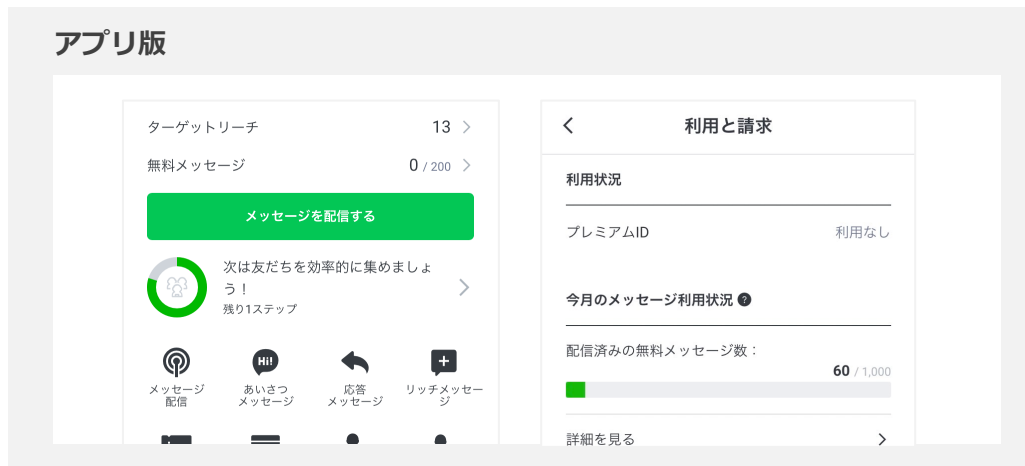 アプリ版
ターゲットリーチ 13
無料メッセージ 0 / 200
メッセージを配信する
次は友だちを効率的に集めましょ
う！
残り1ステップ
メッセージ
配信
Hi!
あいさつ
メッセージ
応答
メッセージ
リッチメッセー
ジ
利用と請求
利用状況
プレミアムID 利用なし
今月のメッセージ利用状況 ?
配信済みの無料メッセージ数：
60 / 1,000
詳細を見る